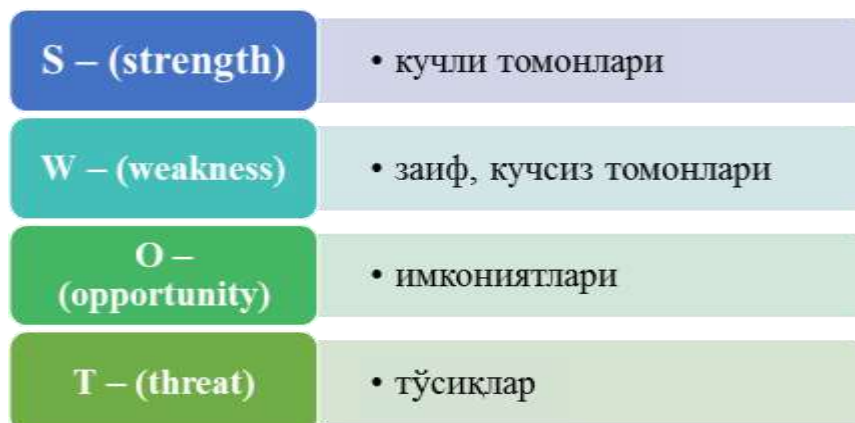 S – (strength)
• кучли томонлари
W – (weakness)
• заиф, кучсиз томонлари
O –
(opportunity)
• имкониятлари
T – (threat)
• тўсиқлар